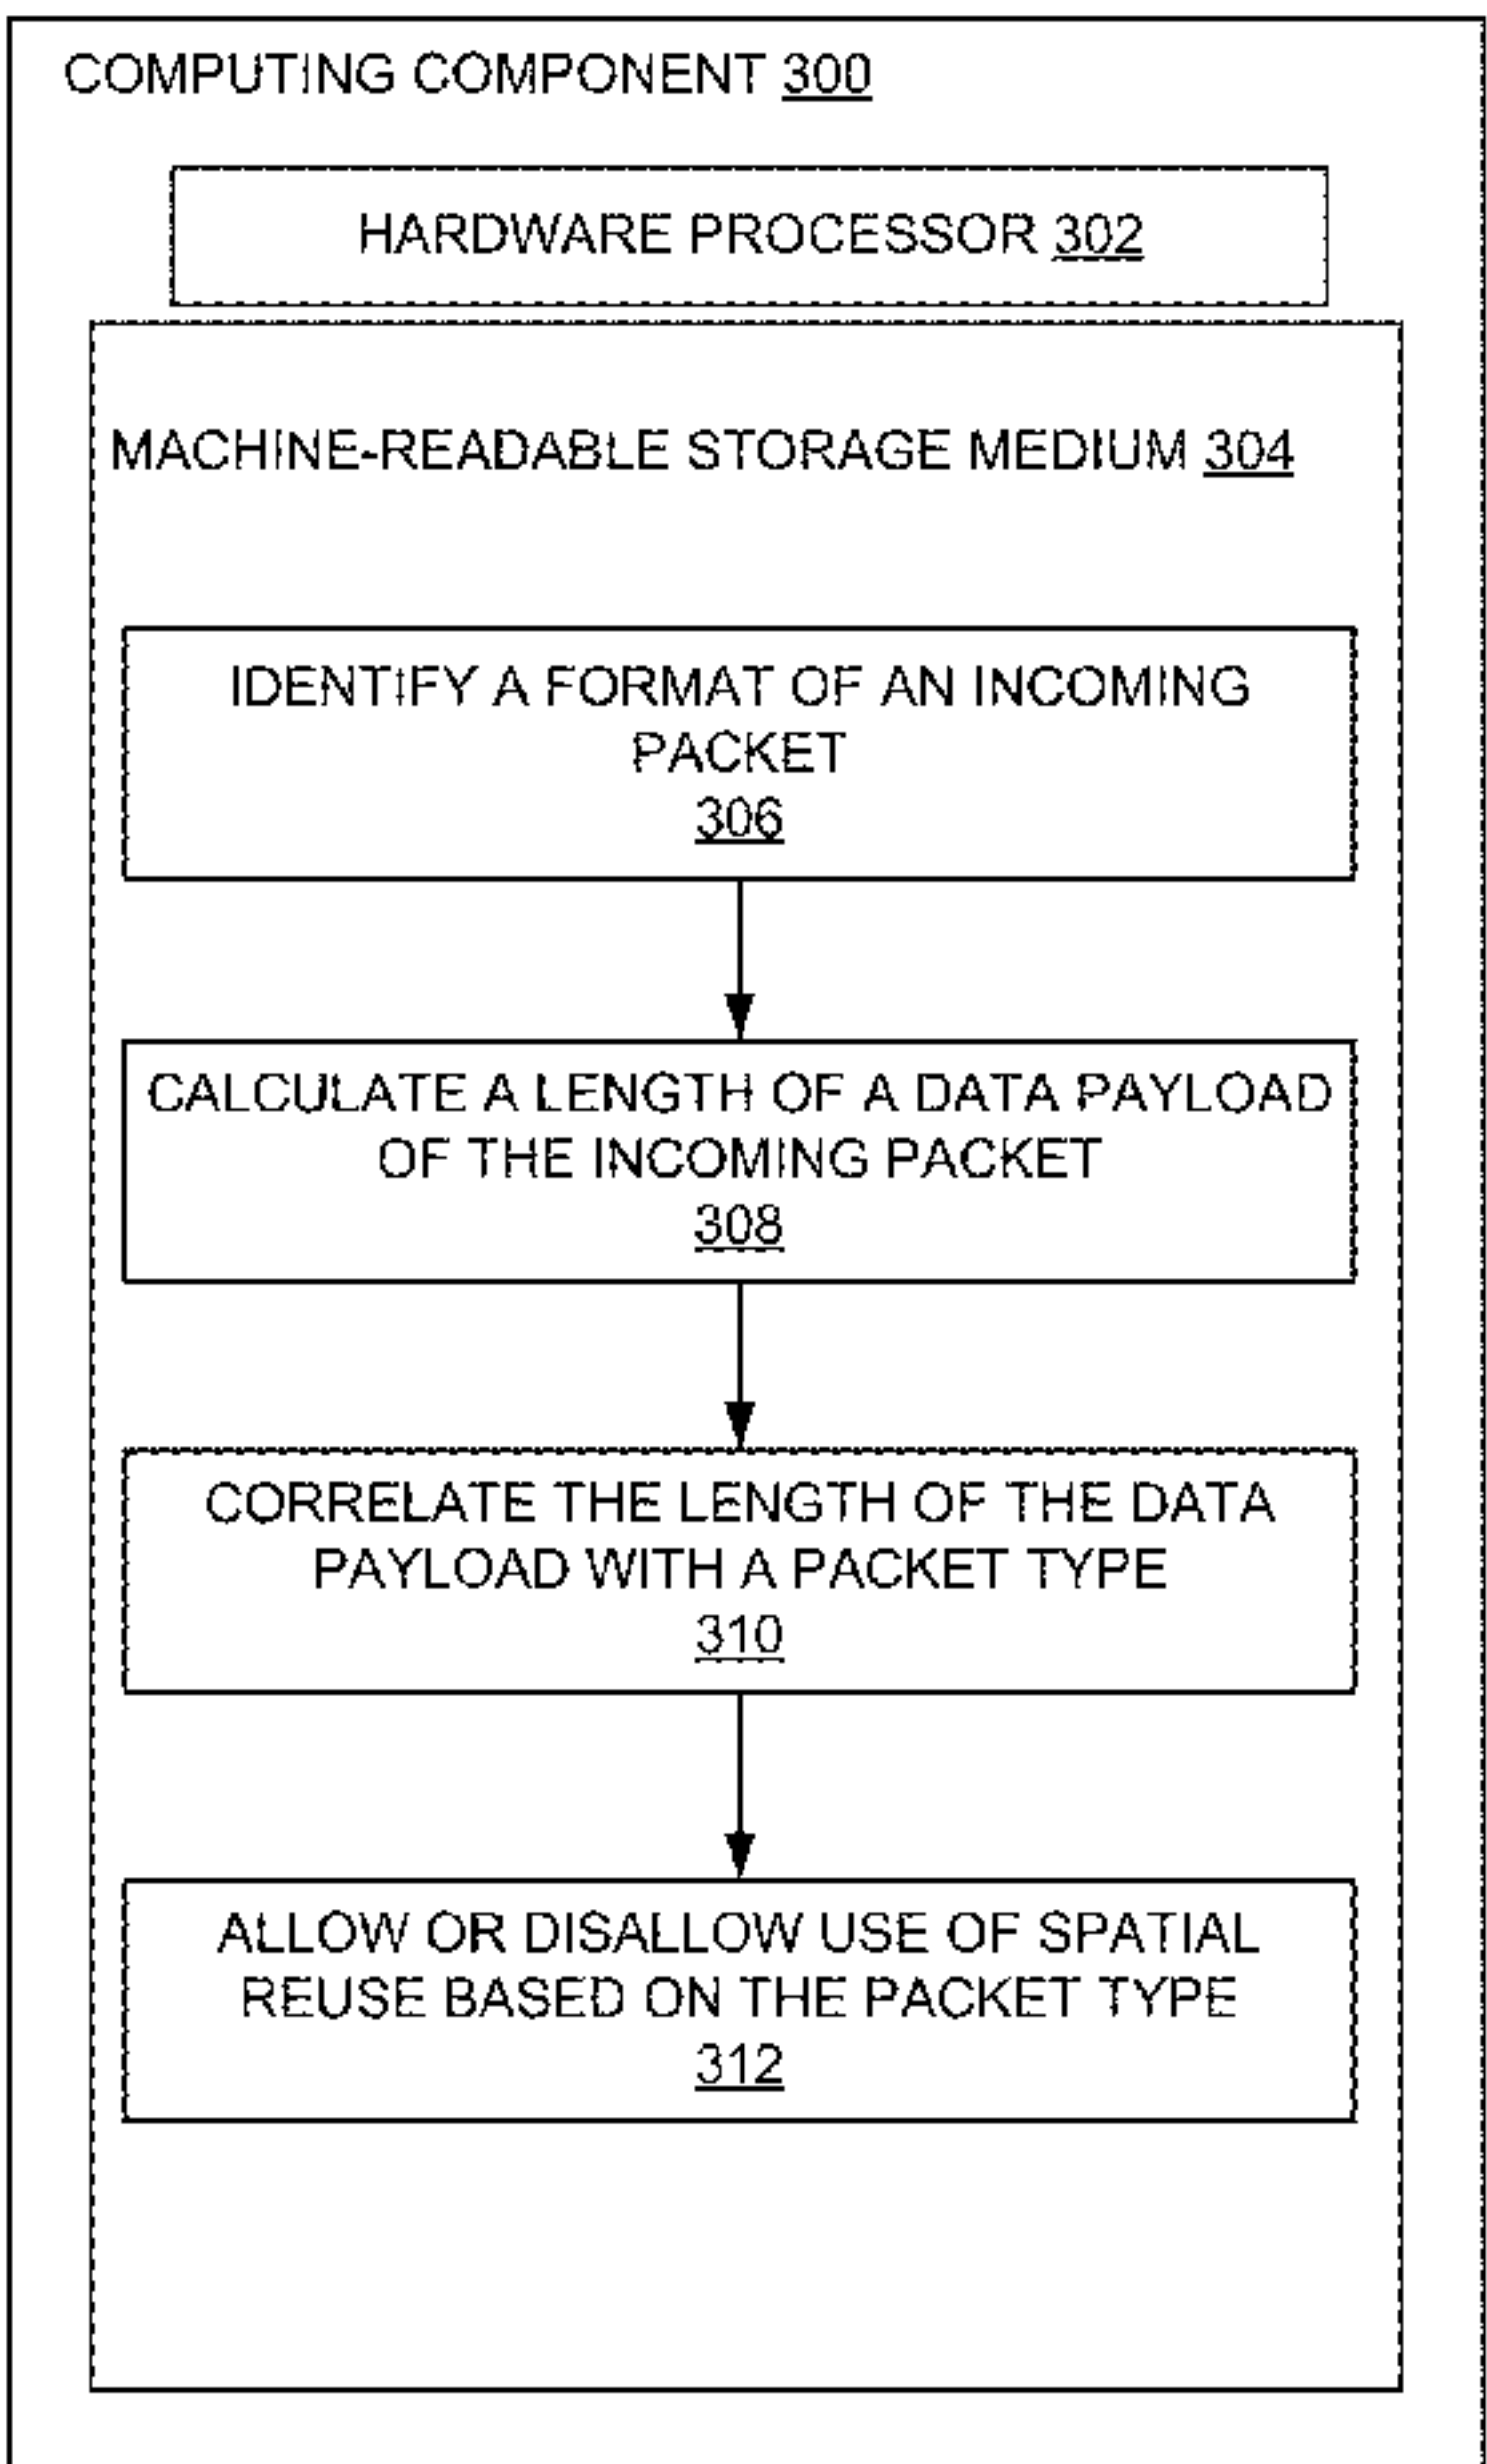 COMPUTING COMPONENT 300
HARDWARE PROCESSOR 302
MACHINE-READABLE STORAGE MEDIUM 304
IDENTIFY A FORMAT OF AN INCOMING
PACKET
306
CALCULATE A LENGTH OF A DATA PAYLOAD
OF THE INCOMING PACKET
308
CORRELATE THE LENGTH OF THE DATA
PAYLOAD WITH A PACKET TYPE
310
ALLOW OR DISALLOW USE OF SPATIAL
REUSE BASED ON THE PACKET TYPE
312